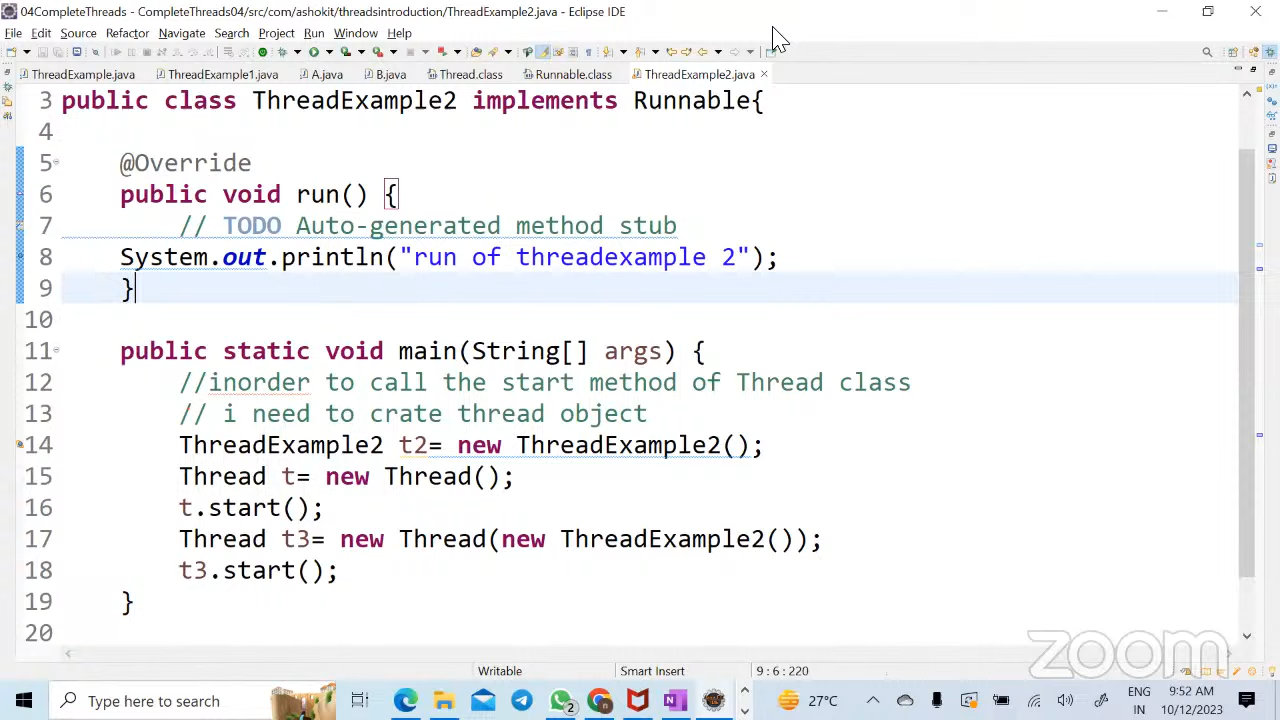 04CompleteThreads - CompleteThreads04/src/com/ashokit/threadsintroduction/ThreadExample2.java - Eclipse IDE
File Edit Source Refactor Navigate Search Project Run Window Help
ThreadExample.java ThreadExample1.java A.java B.java Thread.class Runnable.class ThreadExample2.java
3 public class ThreadExample2 implements Runnable{
4
5 @Override
6 public void run() {
7 // TODO Auto-generated method stub
8 System.out.println("run of threadexample 2");
9 }
10
11 public static void main(String[] args) {
12 //inorder to call the start method of Thread class
13 // i need to crate thread object
14 ThreadExample2 t2= new ThreadExample2();
15 Thread t= new Thread();
16 t.start();
17 Thread t3= new Thread(new ThreadExample2());
18 t3.start();
19 }
20
zoom
Writable Smart Insert 9 : 6 : 220
Type here to search 2 27°C ENG IN 9:52 AM 10/12/2023